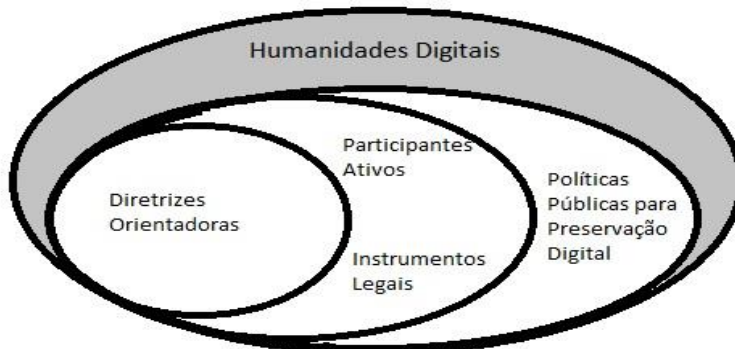 Humanidades Digitais
Participantes
Ativos
Diretrizes
Orientadoras
Políticas
Públicas para
Preservação
Digital
Instrumentos
Legais